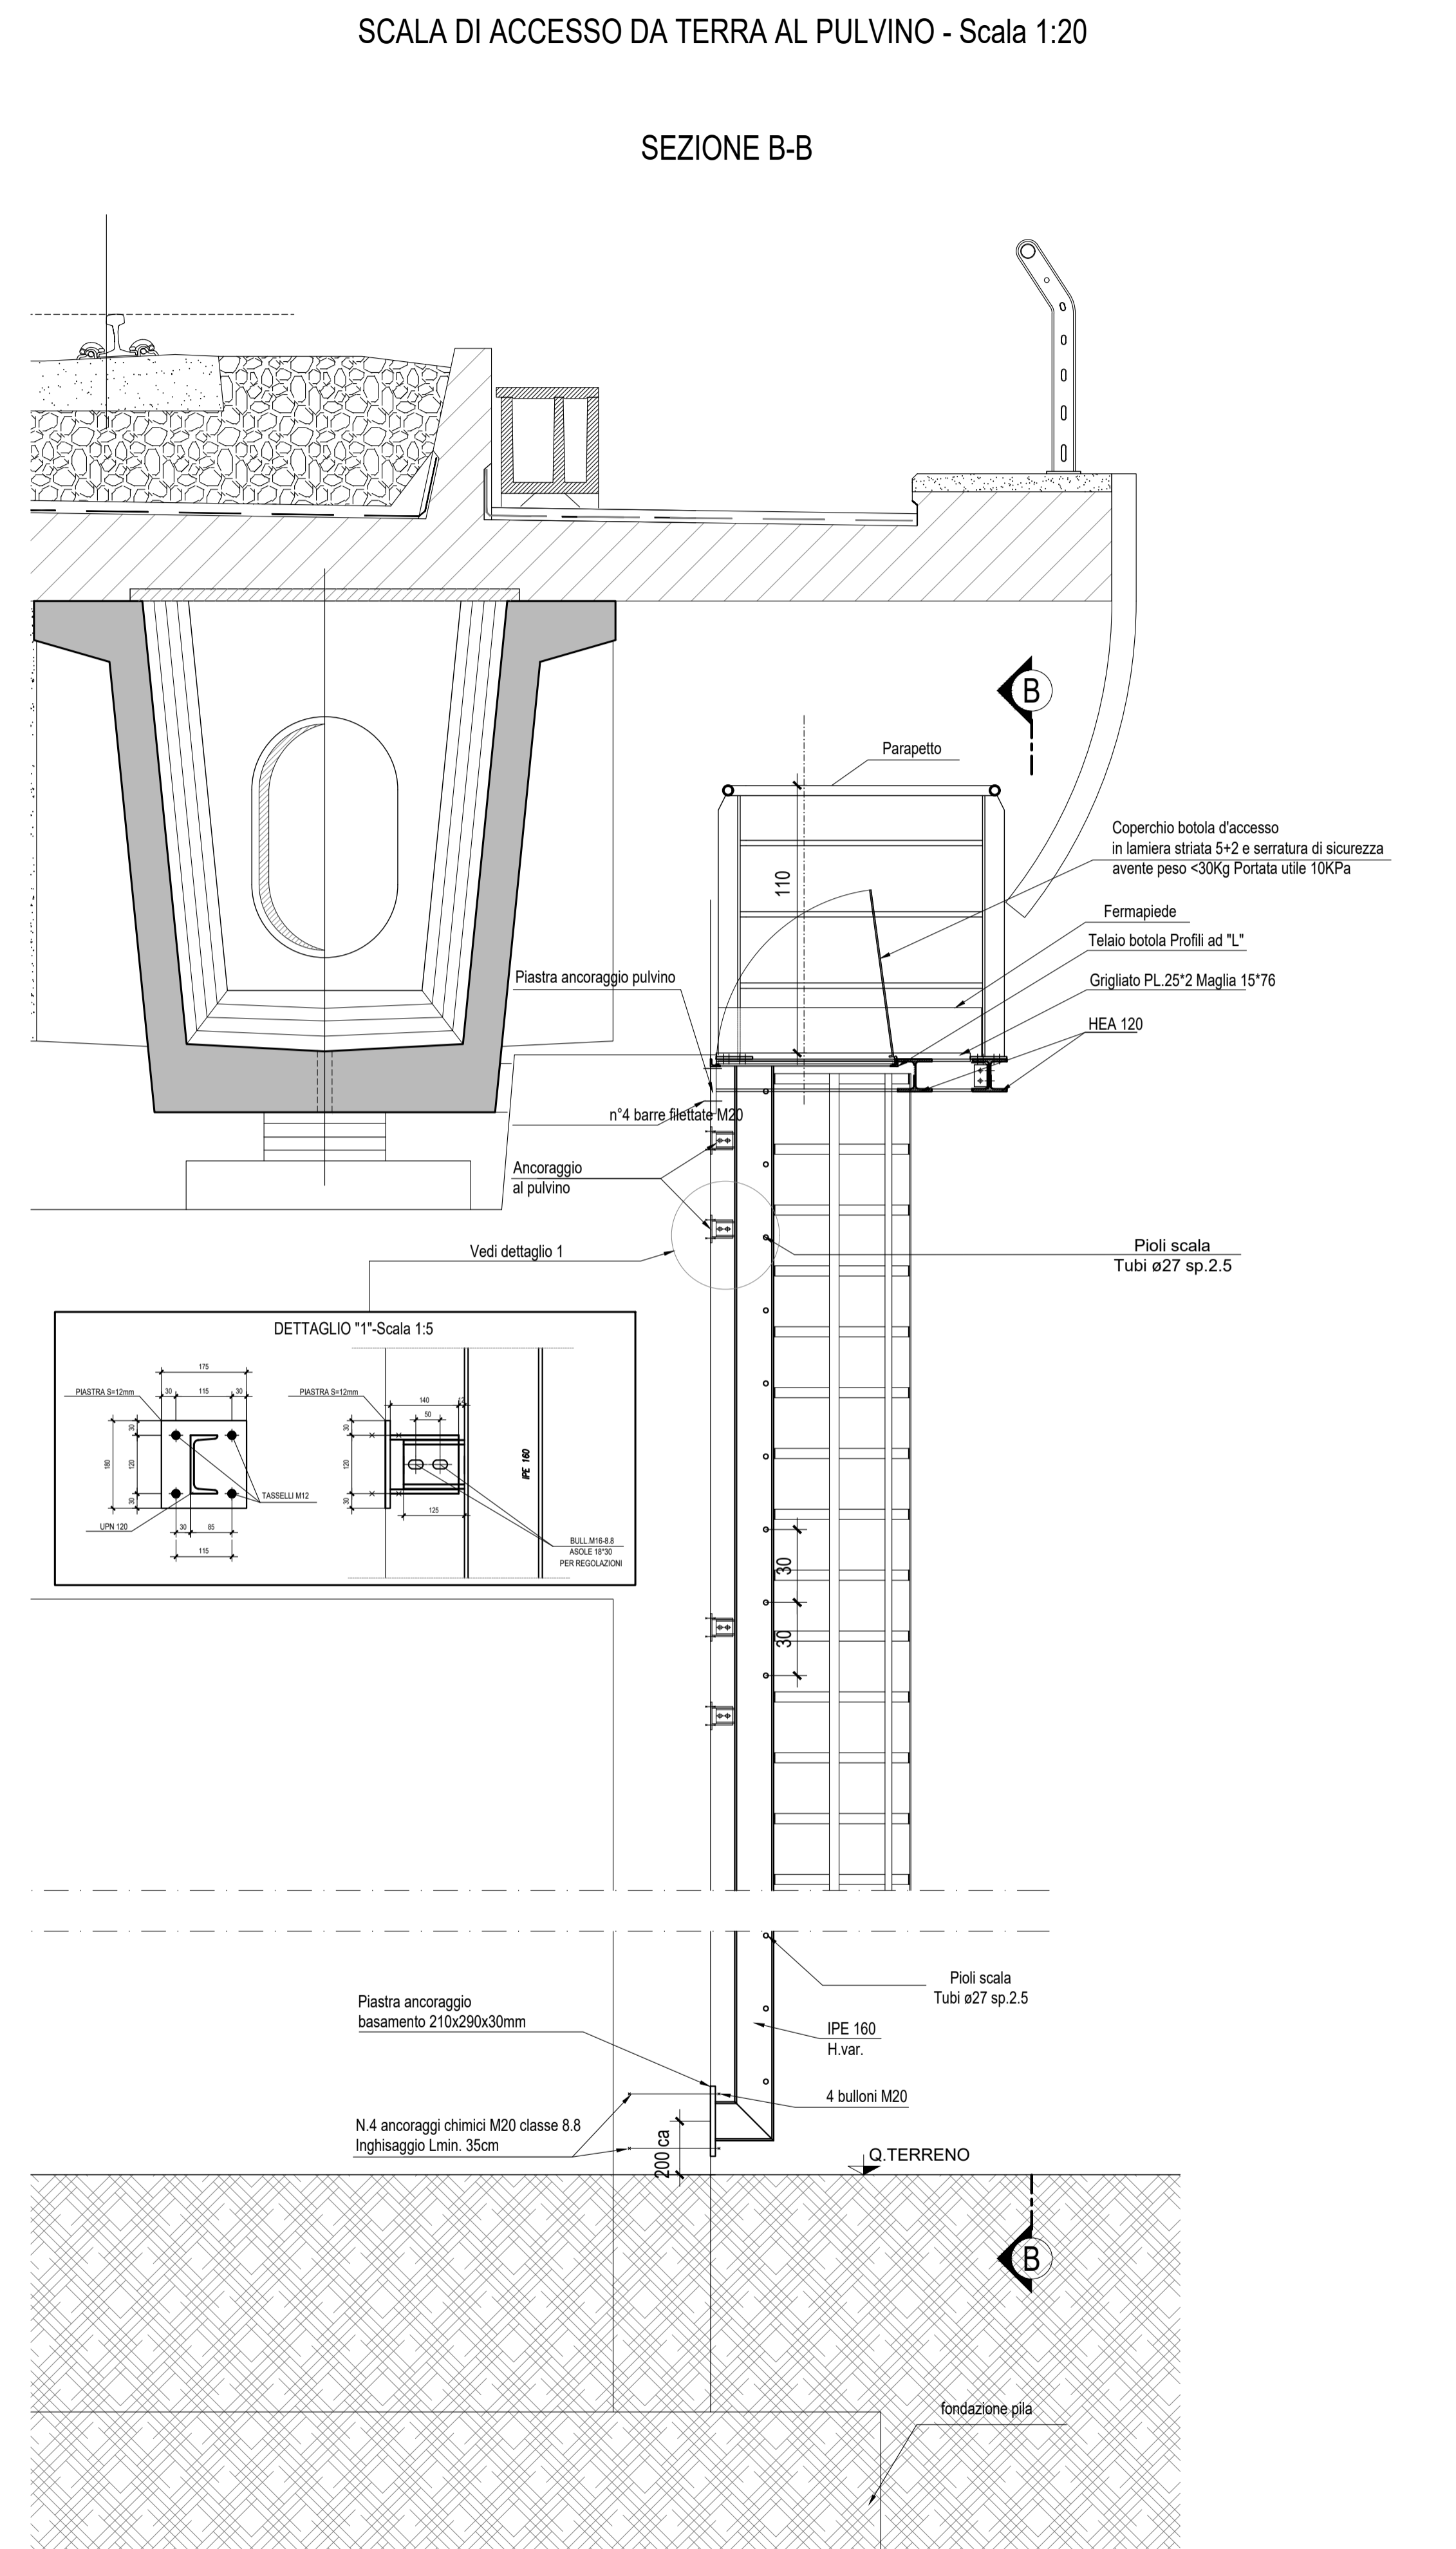 SCALA DI ACCESSO DA TERRA AL PULVINO - Scala 1:20
SEZIONE B-B
B
Parapetto
110
Coperchio botola d'accesso
in lamiera striata 5+2 e serratura di sicurezza
avente peso <30Kg Portata utile 10KPa
Fermapiede
Telaio botola Profili ad "L"
Piastra ancoraggio pulvino
Grigliato PL.25*2 Maglia 15*76
HEA 120
n°4 barre filettate M20
Ancoraggio
al pulvino
Vedi dettaglio 1
Pioli scala
Tubi ø27 sp.2.5
DETTAGLIO "1"-Scala 1:5
175
PIASTRA S=12mm
30
115
30
30
120
30
180
TASSELLI M12
UPN 120
30
85
115
PIASTRA S=12mm
140
50
30
120
30
125
IPE 160
BULL.M16-8.8
ASOLE 18*30
PER REGOLAZIONI
30
30
Pioli scala
Tubi ø27 sp.2.5
Piastra ancoraggio
basamento 210x290x30mm
IPE 160
H.var.
4 bulloni M20
N.4 ancoraggi chimici M20 classe 8.8
Inghisaggio Lmin. 35cm
200 ca
Q.TERRENO
B
fondazione pila